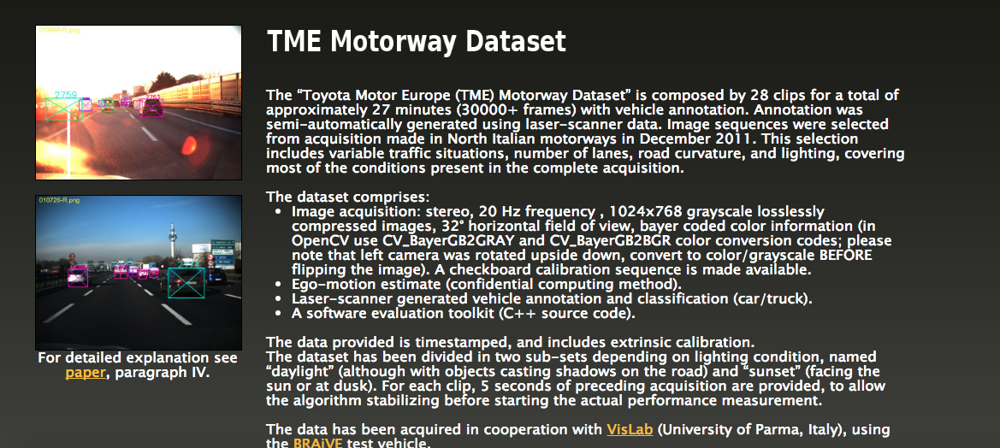 010006-R.png
2759
TME Motorway Dataset
The “Toyota Motor Europe (TME) Motorway Dataset” is composed by 28 clips for a total of
approximately 27 minutes (30000+ frames) with vehicle annotation. Annotation was
semi-automatically generated using laser-scanner data. Image sequences were selected
from acquisition made in North Italian motorways in December 2011. This selection
includes variable traffic situations, number of lanes, road curvature, and lighting, covering
most of the conditions present in the complete acquisition.
The dataset comprises:
• Image acquisition: stereo, 20 Hz frequency , 1024x768 grayscale losslessly
compressed images, 32° horizontal field of view, bayer coded color information (in
OpenCV use CV_BayerGB2GRAY and CV_BayerGB2BGR color conversion codes; please
note that left camera was rotated upside down, convert to color/grayscale BEFORE
flipping the image). A checkboard calibration sequence is made available.
• Ego-motion estimate (confidential computing method).
• Laser-scanner generated vehicle annotation and classification (car/truck).
• A software evaluation toolkit (C++ source code).
010726-R.png
For detailed explanation see
paper, paragraph IV.
The data provided is timestamped, and includes extrinsic calibration.
The dataset has been divided in two sub-sets depending on lighting condition, named
“daylight” (although with objects casting shadows on the road) and “sunset” (facing the
sun or at dusk). For each clip, 5 seconds of preceding acquisition are provided, to allow
the algorithm stabilizing before starting the actual performance measurement.
The data has been acquired in cooperation with VisLab (University of Parma, Italy), using
the BRAiVE test vehicle.